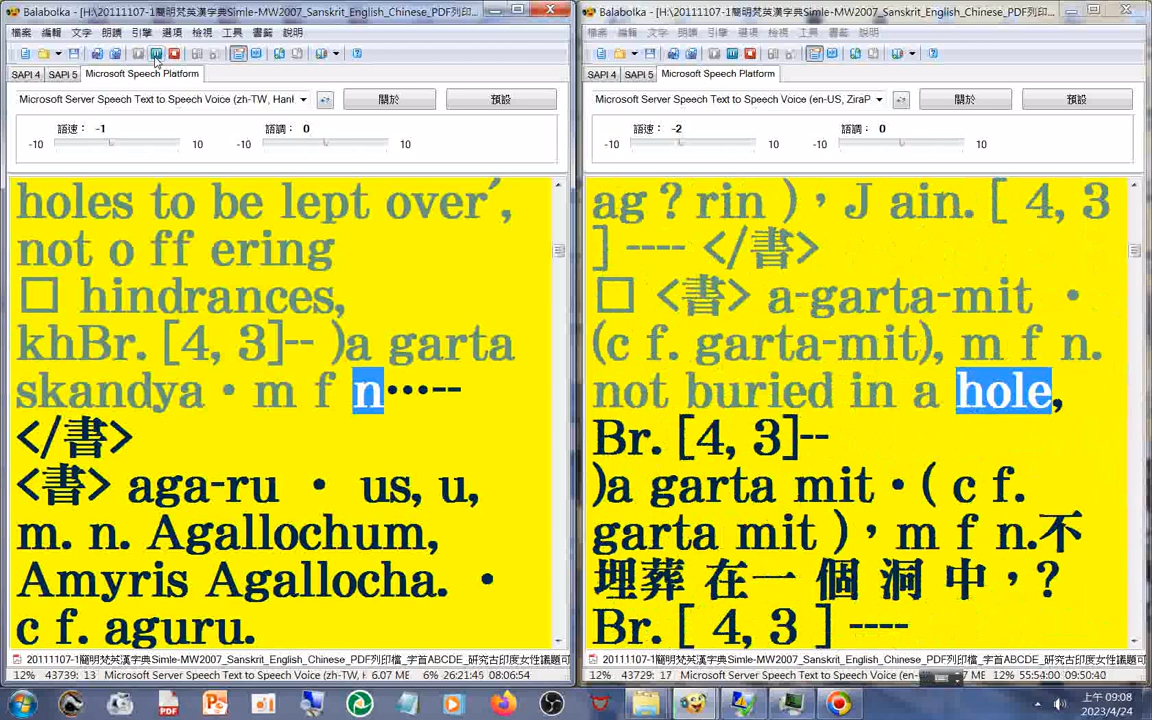 Balabolka - [H:\20111107-1簡明梵英漢字典Simle-MW2007_Sanskrit_English_Chinese_PDF列印...
檔案 編輯 文字 朗讀 引擎 選項 檢視 工具 書籤 說明
SAPI 4 SAPI 5 Microsoft Speech Platform
Microsoft Server Speech Text to Speech Voice (zh-TW, Hanl 關於 預設
語速： -1 語調： 0
-10 10 -10 10
holes to be lept over′,
not o ff ering
□ hindrances,
khBr. [4, 3]-- )a garta
skandya • m f n•••--
</書>
<書> aga-ru • us, u,
m. n. Agallochum,
Amyris Agallocha. •
c f. aguru.
20111107-1簡明梵英漢字典Simle-MW2007_Sanskrit_English_Chinese_PDF列印檔_字首ABCDE_研究古印度女性議題可
12% 43739: 13 Microsoft Server Speech Text to Speech Voice (zh-TW, H 6.07 ME 6% 26:21:45 08:06:54
Balabolka - [H:\20111107-1簡明梵英漢字典Simle-MW2007_Sanskrit_English_Chinese_PDF列印...
檔案 編輯 文字 朗讀 引擎 選項 檢視 工具 書籤 說明
SAPI 4 SAPI 5 Microsoft Speech Platform
Microsoft Server Speech Text to Speech Voice (en-US, ZiraP 關於 預設
語速： -2 語調： 0
-10 10 -10 10
ag ? rin )，J ain. [ 4, 3
] ---- </書>
□ <書> a-garta-mit •
(c f. garta-mit), m f n.
not buried in a hole,
Br. [4, 3]--
)a garta mit •( c f.
garta mit )，m f n.不
埋葬 在一 個 洞 中，?
Br. [ 4, 3 ] ----
20111107-1簡明梵英漢字典Simle-MW2007_Sanskrit_English_Chinese_PDF列印檔_字首ABCDE_研究古印度女性議題可
12% 43729: 17 Microsoft Server Speech Text to Speech Voice (en-US 7 ME 12% 55:54:00 09:50:40
上午 09:08
2023/4/24